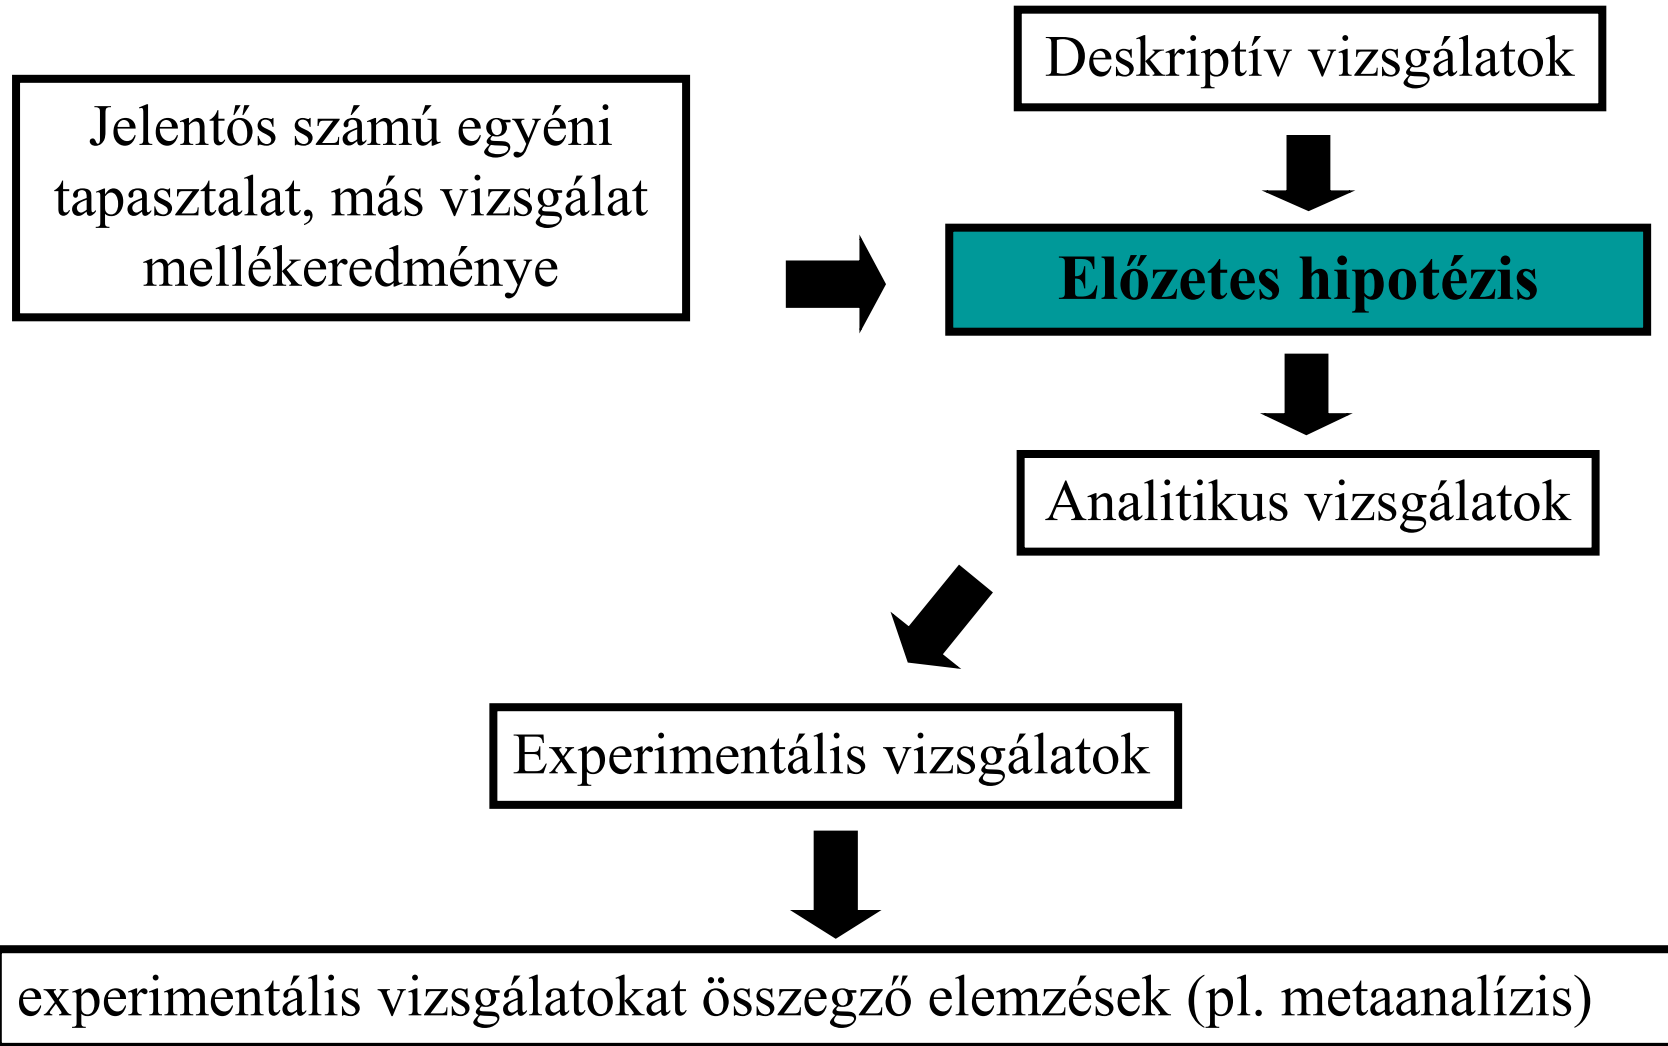 Deskriptív vizsgálatok
Jelentős számú egyéni
tapasztalat, más vizsgálat
mellékeredménye
Előzetes hipotézis
Analitikus vizsgálatok
Experimentális vizsgálatok
experimentális vizsgálatokat összegző elemzések (pl. metaanalízis)